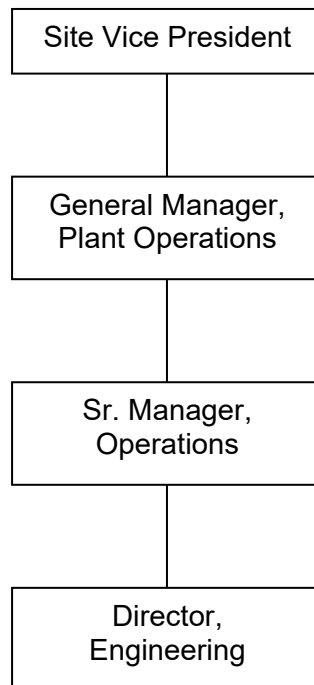 Site Vice President
General Manager,
Plant Operations
Sr. Manager,
Operations
Director,
Engineering